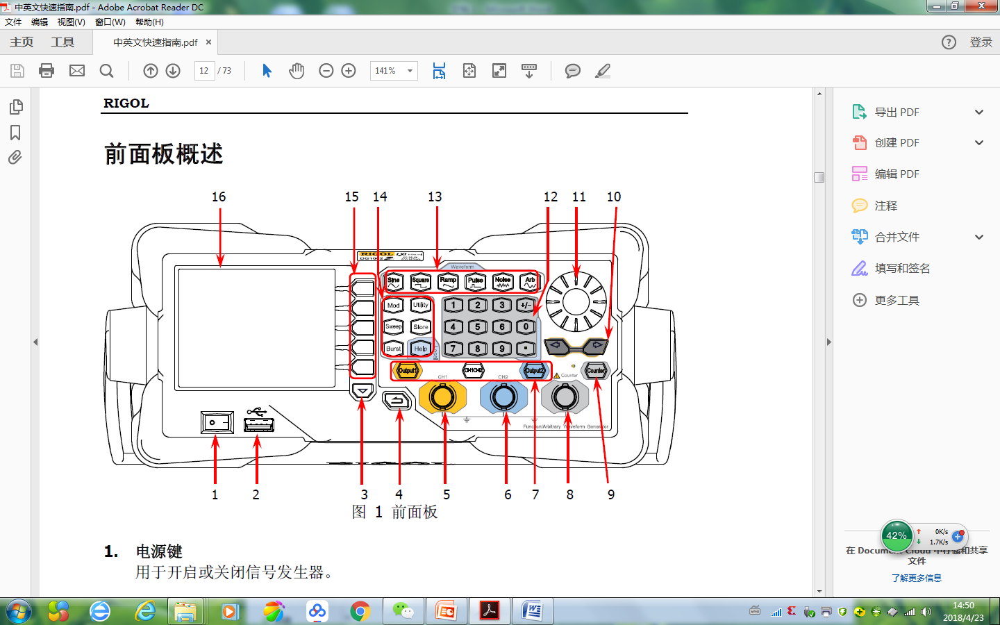 中英文快速指南.pdf - Adobe Acrobat Reader DC
文件 编辑 视图(V) 窗口(W) 帮助(H)
主页 工具 中英文快速指南.pdf × 登录
12 / 73 141%
RIGOL
前面板概述
16 15 14 13 12 11 10
RIGOL
Waveform
Sine Square Ramp Pulse Noise Arb
Mod Utility 1 2 3 +/-
Sweep Store 4 5 6 0
Burst Help 7 8 9 .
Output1 CH1CH2 Output2 Counter
CH1 CH2 Counter
Function/Arbitrary Waveform Generator
1 2 3 4 5 6 7 8 9
图 1 前面板
1. 电源键
用于开启或关闭信号发生器。
导出 PDF
创建 PDF
编辑 PDF
注释
合并文件
填写和签名
更多工具
42% 0K/s
1.7K/s
在 Document Cloud 中存储和共享
文件
了解更多信息
14:50
2018/4/23